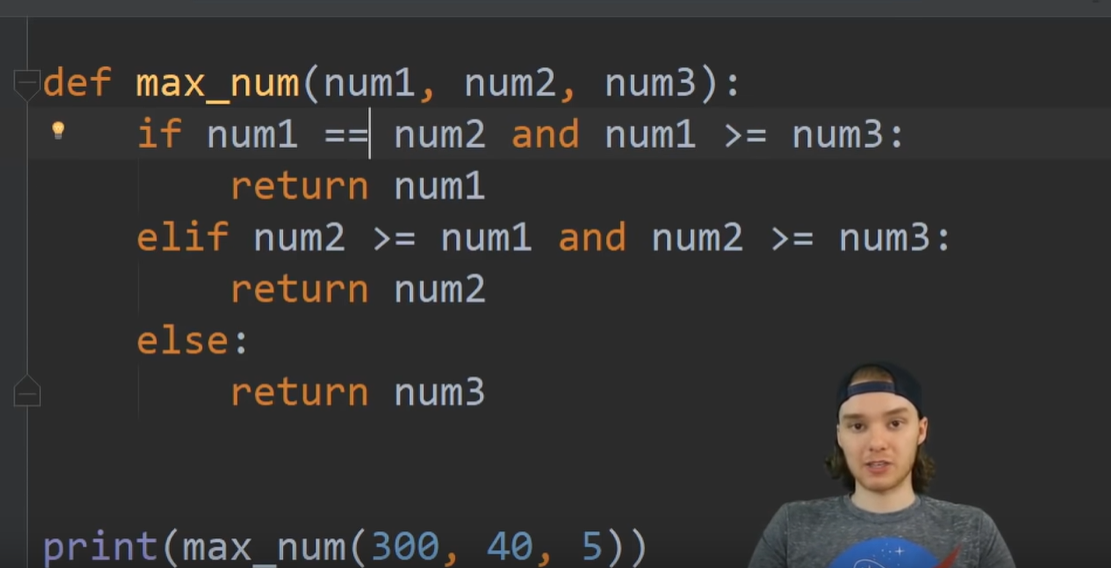 def max_num(num1, num2, num3):
    if num1 == num2 and num1 >= num3:
        return num1
    elif num2 >= num1 and num2 >= num3:
        return num2
    else:
        return num3
print(max_num(300, 40, 5))